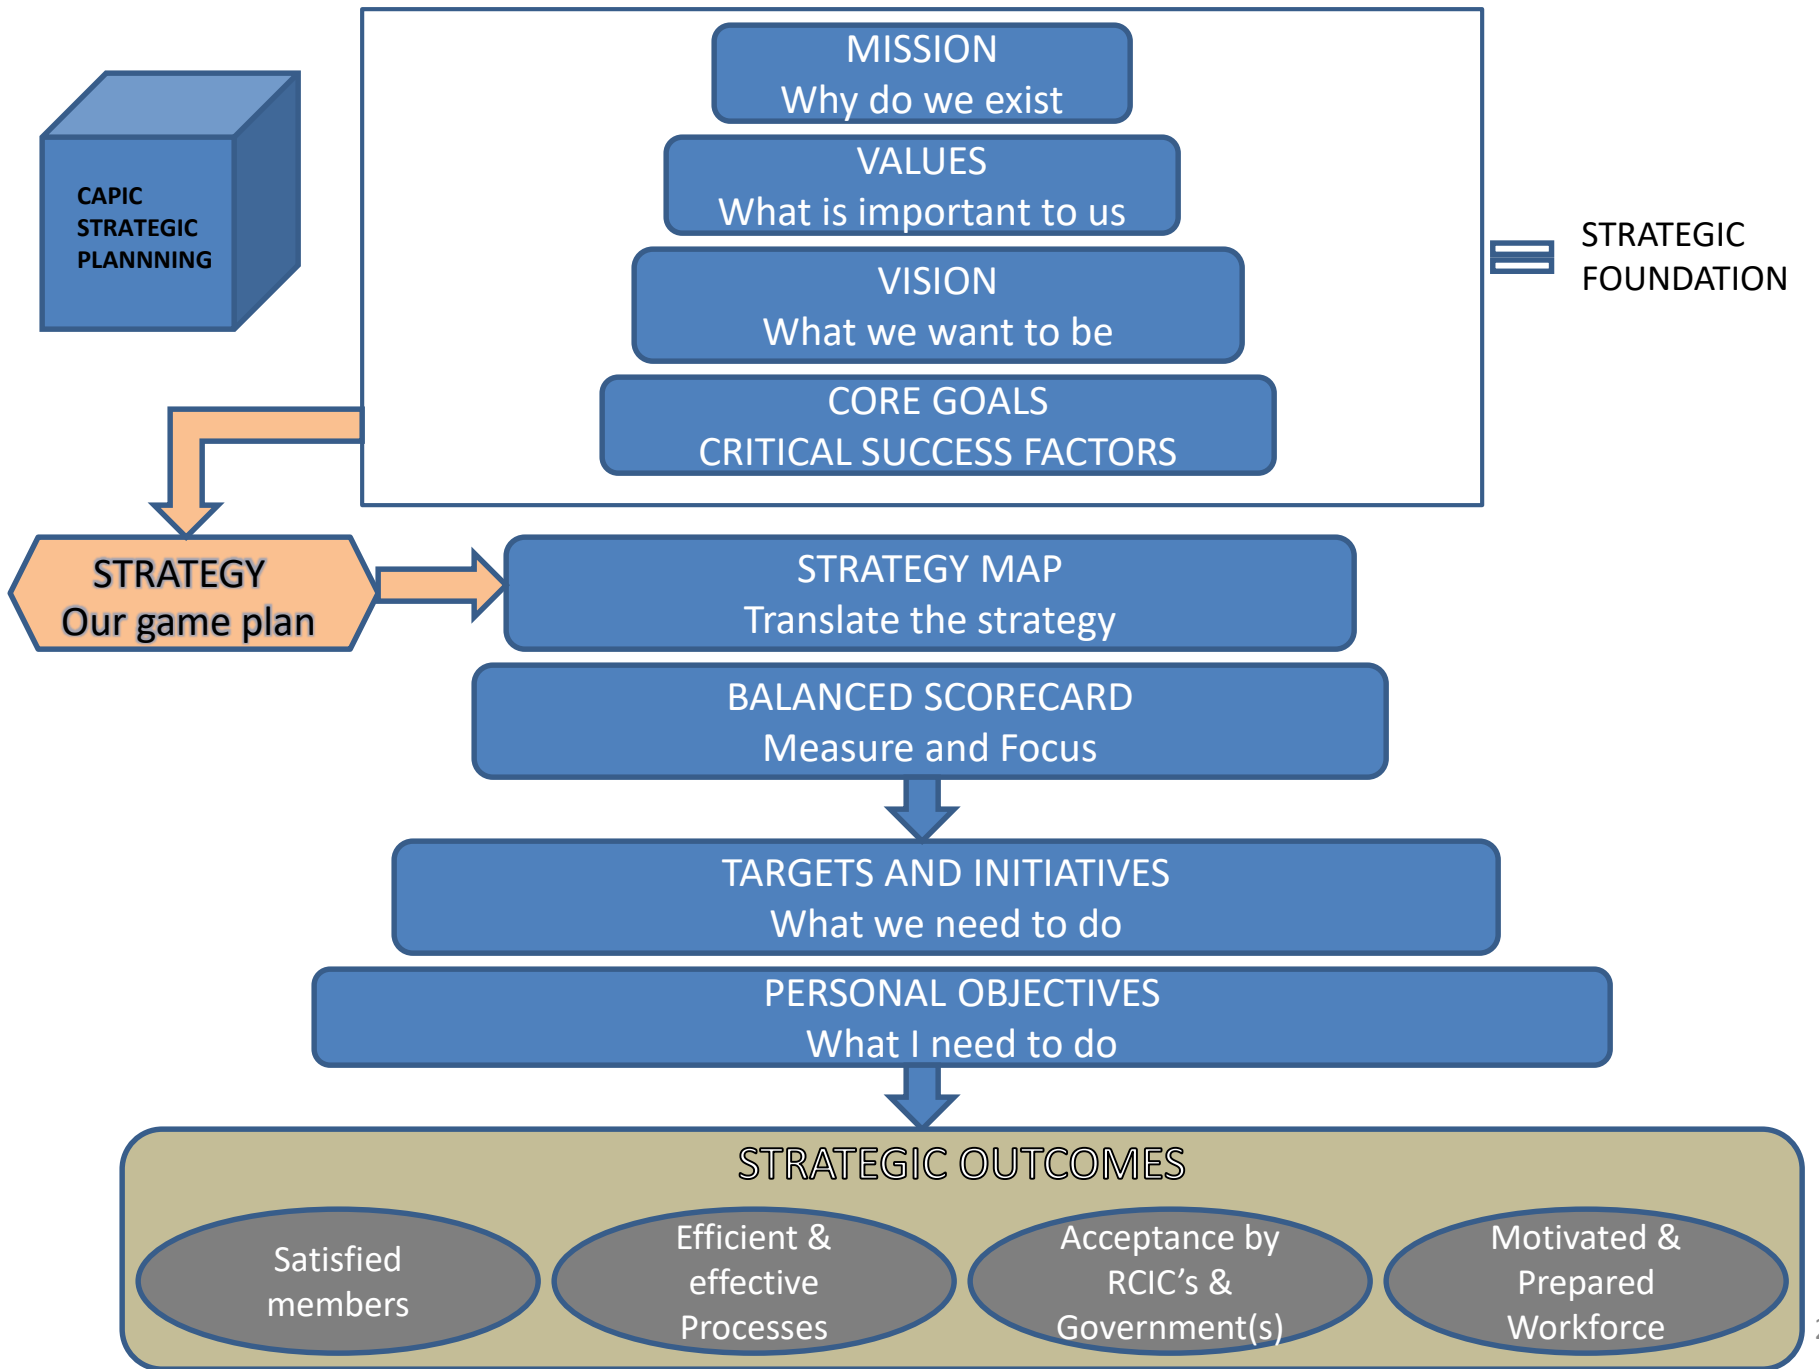 MISSION
Why do we exist
CAPIC
STRATEGIC
PLANNNING
VALUES
What is important to us
STRATEGIC
FOUNDATION
VISION
What we want to be
CORE GOALS
CRITICAL SUCCESS FACTORS
STRATEGY
Our game plan
STRATEGY MAP
Translate the strategy
BALANCED SCORECARD
Measure and Focus
TARGETS AND INITIATIVES
What we need to do
PERSONAL OBJECTIVES
What I need to do
STRATEGIC OUTCOMES
Satisfied
members
Efficient &
effective
Processes
Acceptance by
RCIC’s &
Government(s)
Motivated &
Prepared
Workforce